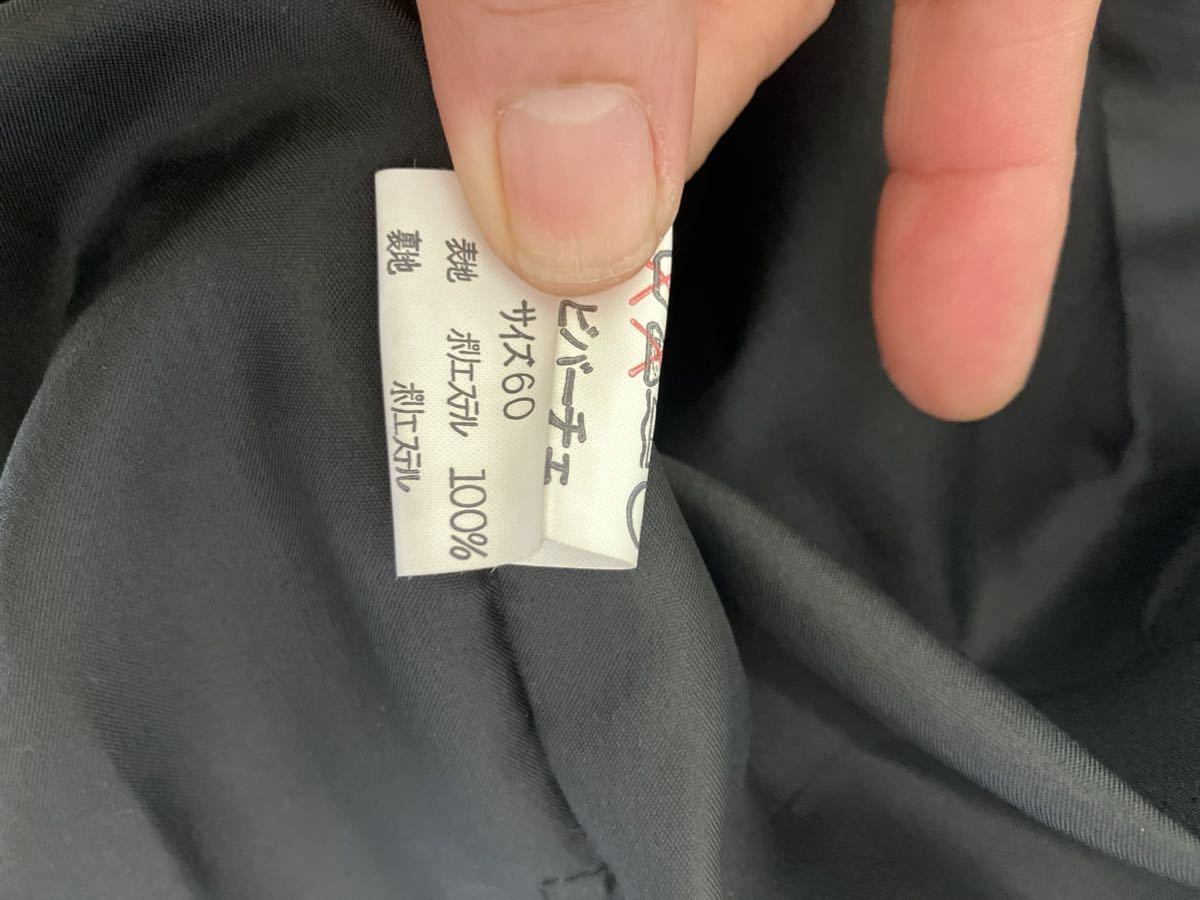 ビバーチェ
サイズ60
表地 ポリエステル 100%
裏地 ポリエステル